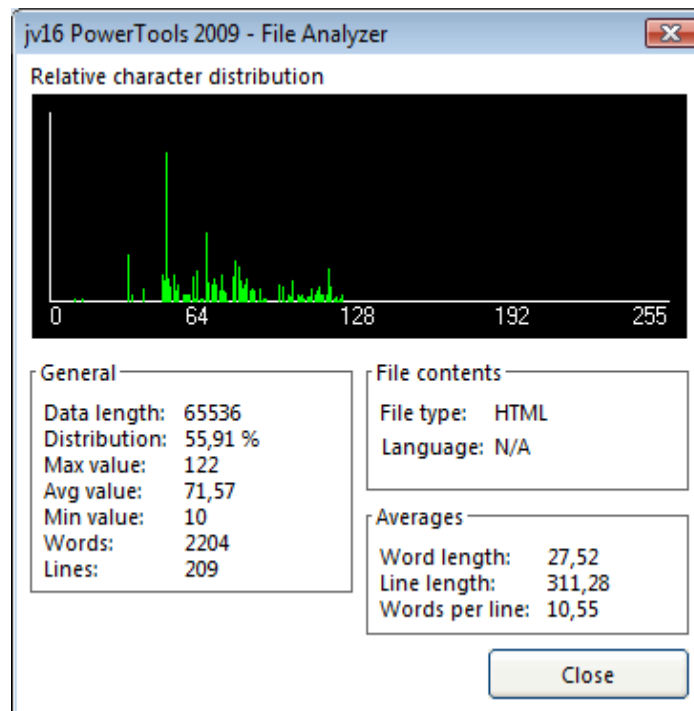 jv16 PowerTools 2009 - File Analyzer
Relative character distribution
0 64 128 192 255
General
Data length: 65536
Distribution: 55,91 %
Max value: 122
Avg value: 71,57
Min value: 10
Words: 2204
Lines: 209
File contents
File type: HTML
Language: N/A
Averages
Word length: 27,52
Line length: 311,28
Words per line: 10,55
Close